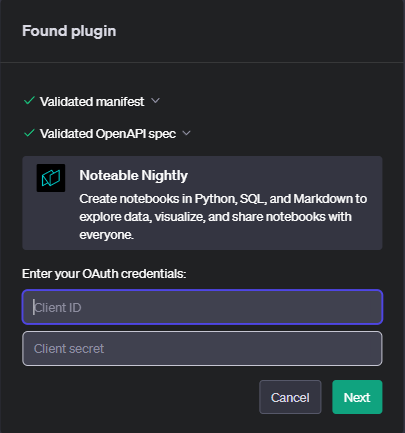 Found plugin
Validated manifest
Validated OpenAPI spec
Noteable Nightly
Create notebooks in Python, SQL, and Markdown to
explore data, visualize, and share notebooks with
everyone.
Enter your OAuth credentials:
Client ID
Client secret
Cancel
Next